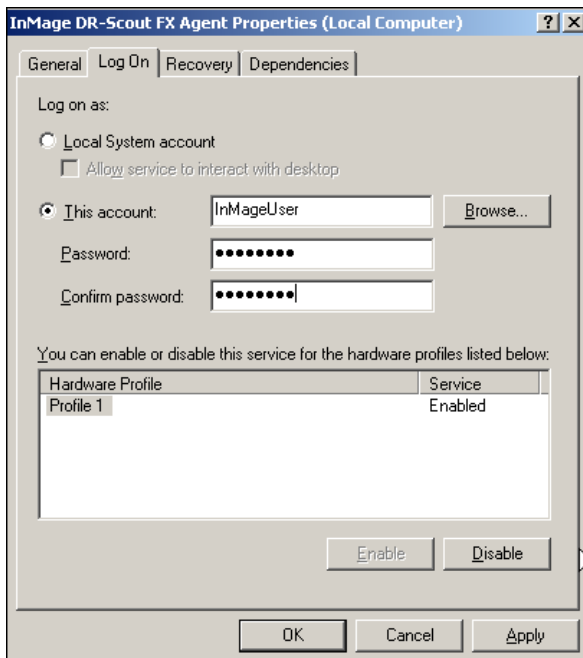 InMage DR-Scout FX Agent Properties (Local Computer)
General Log On Recovery Dependencies
Log on as:
Local System account
Allow service to interact with desktop
This account: InMageUser Browse...
Password: ●●●●●●●●
Confirm password: ●●●●●●●●
You can enable or disable this service for the hardware profiles listed below:
Hardware Profile Service
Profile 1 Enabled
Enable Disable
OK Cancel Apply